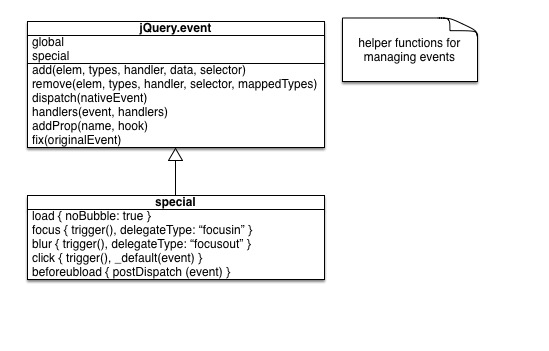 jQuery.event
global
special
add(elem, types, handler, data, selector)
remove(elem, types, handler, selector, mappedTypes)
dispatch(nativeEvent)
handlers(event, handlers)
addProp(name, hook)
fix(originalEvent)
helper functions for
managing events
special
load { noBubble: true }
focus { trigger(), delegateType: “focusin” }
blur { trigger(), delegateType: “focusout” }
click { trigger(), _default(event) }
beforeubload { postDispatch (event) }